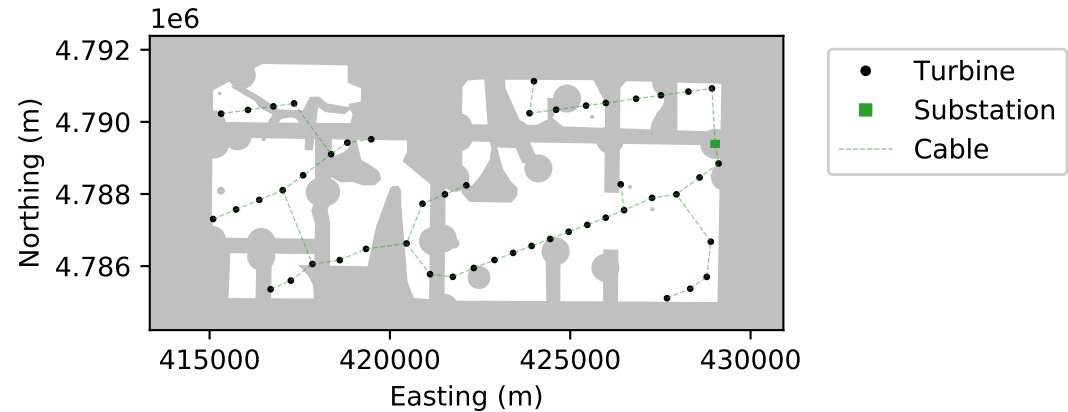 1e6
4.792
4.790
4.788
4.786
Northing (m)
415000 420000 425000 430000
Easting (m)
Turbine
Substation
Cable